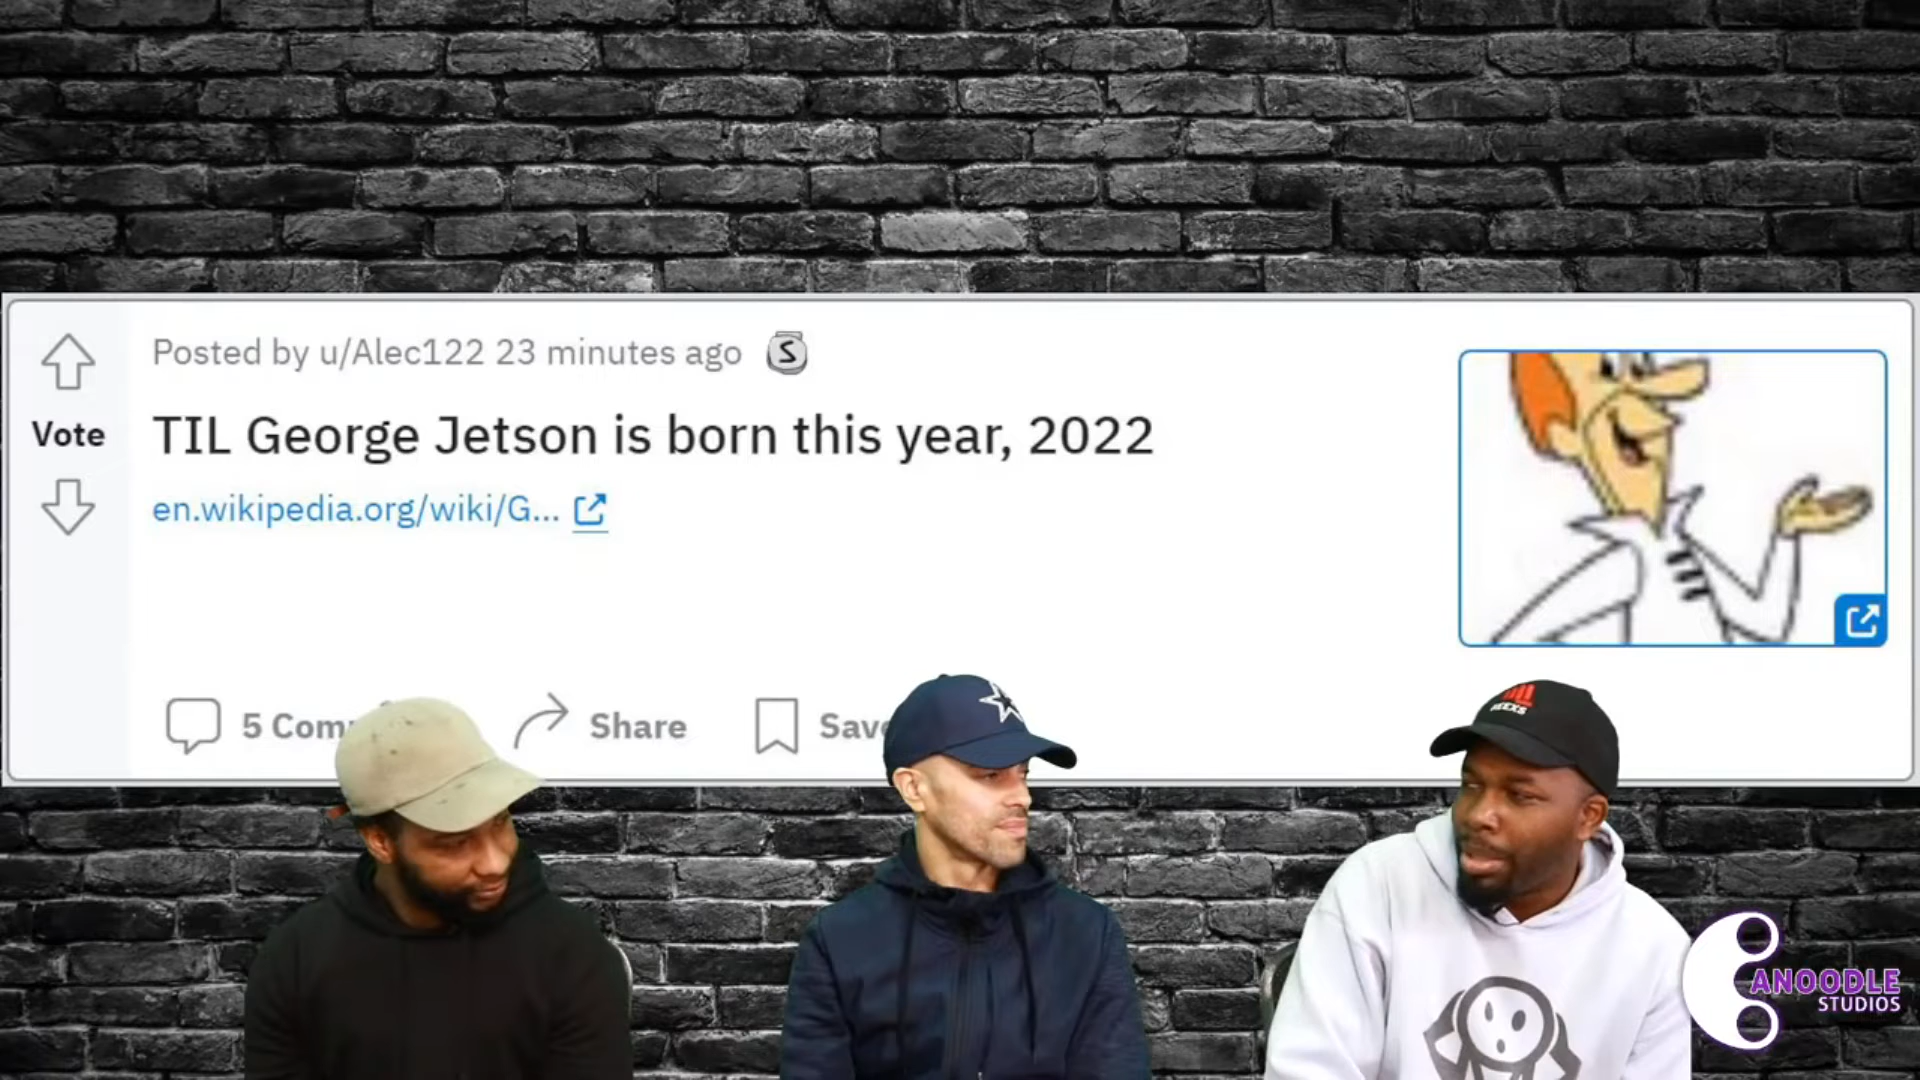 Posted by u/Alec122 23 minutes ago
Vote
TIL George Jetson is born this year, 2022
en.wikipedia.org/wiki/G...
5 Com
Share
Save
ANOODLE
STUDIOS